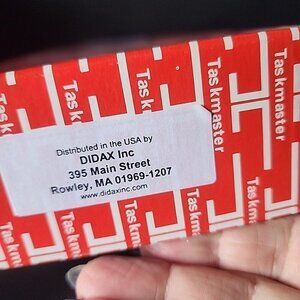 Distributed in the USA by
DIDAX Inc
395 Main Street
Rowley, MA 01969-1207
www.didaxinc.com
Taskmaster
Taskmaster
Taskmaster
Taskmaster